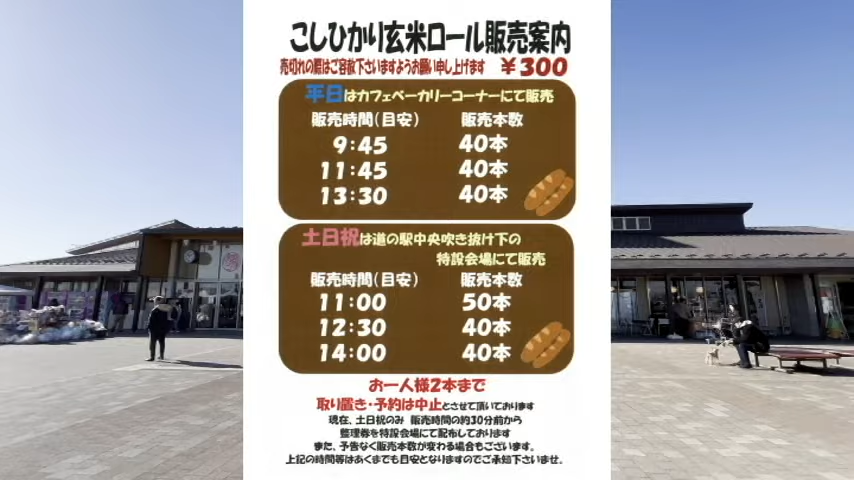 こしひかり玄米ロール販売案内
売切れの際はご容赦下さいますようお願い申し上げます ￥300
平日はカフェベーカリーコーナーにて販売
販売時間(目安) 販売本数
9:45 40本
11:45 40本
13:30 40本
土日祝は道の駅中央吹き抜け下の
特設会場にて販売
販売時間(目安) 販売本数
11:00 50本
12:30 40本
14:00 40本
お一人様2本まで
取り置き・予約は中止とさせて頂いております
現在、土日祝のみ 販売時間の約30分前から
整理券を特設会場にて配布しております
また、予告なく販売本数が変わる場合もございます。
上記の時間等はあくまでも目安となりますのでご承知下さいませ。